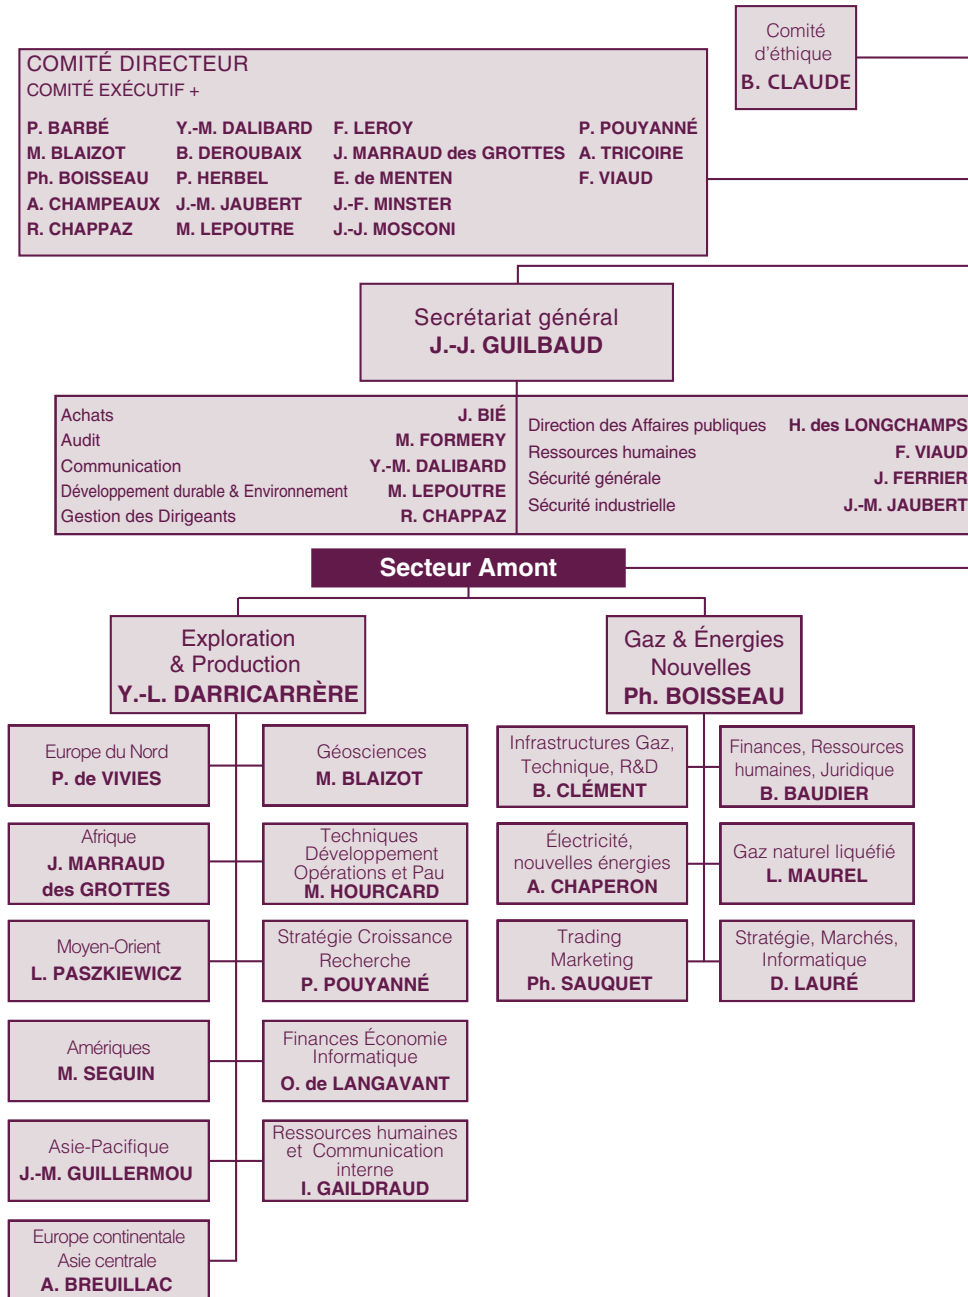 Comité
d'éthique
B. CLAUDE
COMITÉ DIRECTEUR
COMITÉ EXÉCUTIF +
P. BARBÉ Y.-M. DALIBARD F. LEROY P. POUYANNÉ
M. BLAIZOT B. DEROUBAIX J. MARRAUD des GROTTES A. TRICOIRE
Ph. BOISSEAU P. HERBEL E. de MENTEN F. VIAUD
A. CHAMPEAUX J.-M. JAUBERT J.-F. MINSTER
R. CHAPPAZ M. LEPOUTRE J.-J. MOSCONI
Secrétariat général
J.-J. GUILBAUD
Achats J. BIÉ
Audit M. FORMERY
Communication Y.-M. DALIBARD
Développement durable & Environnement M. LEPOUTRE
Gestion des Dirigeants R. CHAPPAZ
Direction des Affaires publiques H. des LONGCHAMPS
Ressources humaines F. VIAUD
Sécurité générale J. FERRIER
Sécurité industrielle J.-M. JAUBERT
Secteur Amont
Exploration
& Production
Y.-L. DARRICARRÈRE
Gaz & Énergies
Nouvelles
Ph. BOISSEAU
Europe du Nord
P. de VIVIES
Géosciences
M. BLAIZOT
Infrastructures Gaz,
Technique, R&D
B. CLÉMENT
Finances, Ressources
humaines, Juridique
B. BAUDIER
Afrique
J. MARRAUD
des GROTTES
Techniques
Développement
Opérations et Pau
M. HOURCARD
Électricité,
nouvelles énergies
A. CHAPERON
Gaz naturel liquéfié
L. MAUREL
Moyen-Orient
L. PASZKIEWICZ
Stratégie Croissance
Recherche
P. POUYANNÉ
Trading
Marketing
Ph. SAUQUET
Stratégie, Marchés,
Informatique
D. LAURÉ
Amériques
M. SEGUIN
Finances Économie
Informatique
O. de LANGAVANT
Asie-Pacifique
J.-M. GUILLERMOU
Ressources humaines
et Communication
interne
I. GAILDRAUD
Europe continentale
Asie centrale
A. BREUILLAC